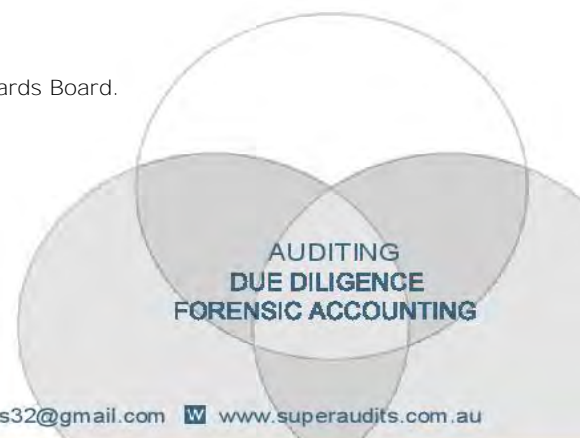 ards Board.
AUDITING
DUE DILIGENCE
FORENSIC ACCOUNTING
s32@gmail.com W www.superaudits.com.au